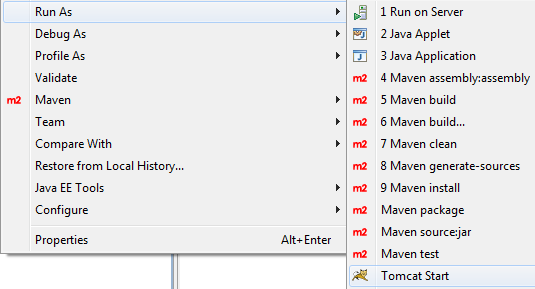 Run As
Debug As
Profile As
Validate
m2 Maven
Team
Compare With
Restore from Local History...
Java EE Tools
Configure
Properties Alt+Enter
1 Run on Server
2 Java Applet
3 Java Application
m2 4 Maven assembly:assembly
m2 5 Maven build
m2 6 Maven build...
m2 7 Maven clean
m2 8 Maven generate-sources
m2 9 Maven install
m2 Maven package
m2 Maven source:jar
m2 Maven test
Tomcat Start